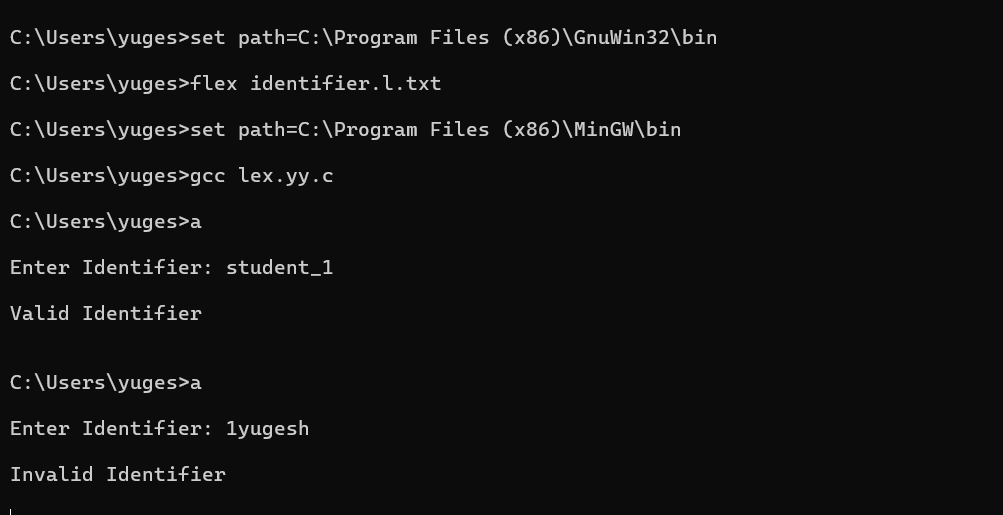 C:\Users\yuges>set path=C:\Program Files (x86)\GnuWin32\bin
C:\Users\yuges>flex identifier.l.txt
C:\Users\yuges>set path=C:\Program Files (x86)\MinGW\bin
C:\Users\yuges>gcc lex.yy.c
C:\Users\yuges>a
Enter Identifier: student_1
Valid Identifier
C:\Users\yuges>a
Enter Identifier: 1yugesh
Invalid Identifier